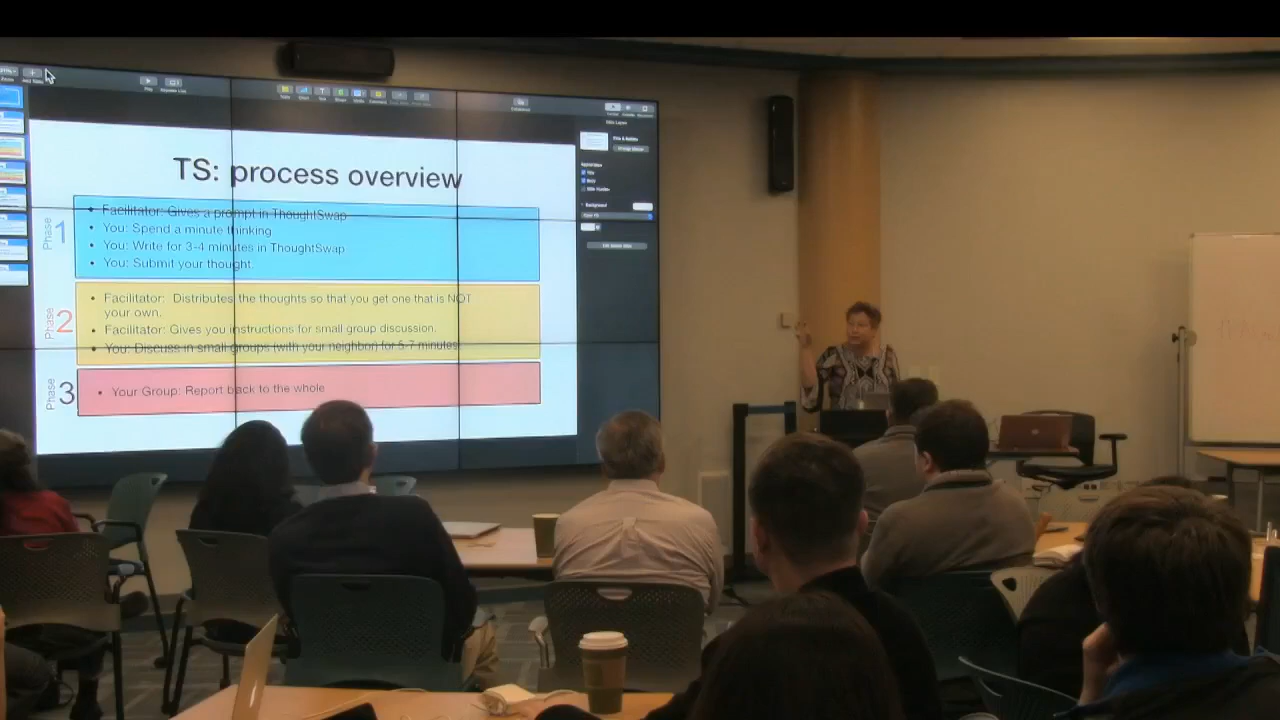 TS: process overview
Phase 1
• Facilitator: Gives a prompt in ThoughtSwap
• You: Spend a minute thinking
• You: Write for 3-4 minutes in ThoughtSwap
• You: Submit your thought.
Phase 2
• Facilitator: Distributes the thoughts so that you get one that is NOT
your own.
• Facilitator: Gives you instructions for small group discussion.
• You: Discuss in small groups (with your neighbor) for 5-7 minutes.
Phase 3
• Your Group: Report back to the whole
Background